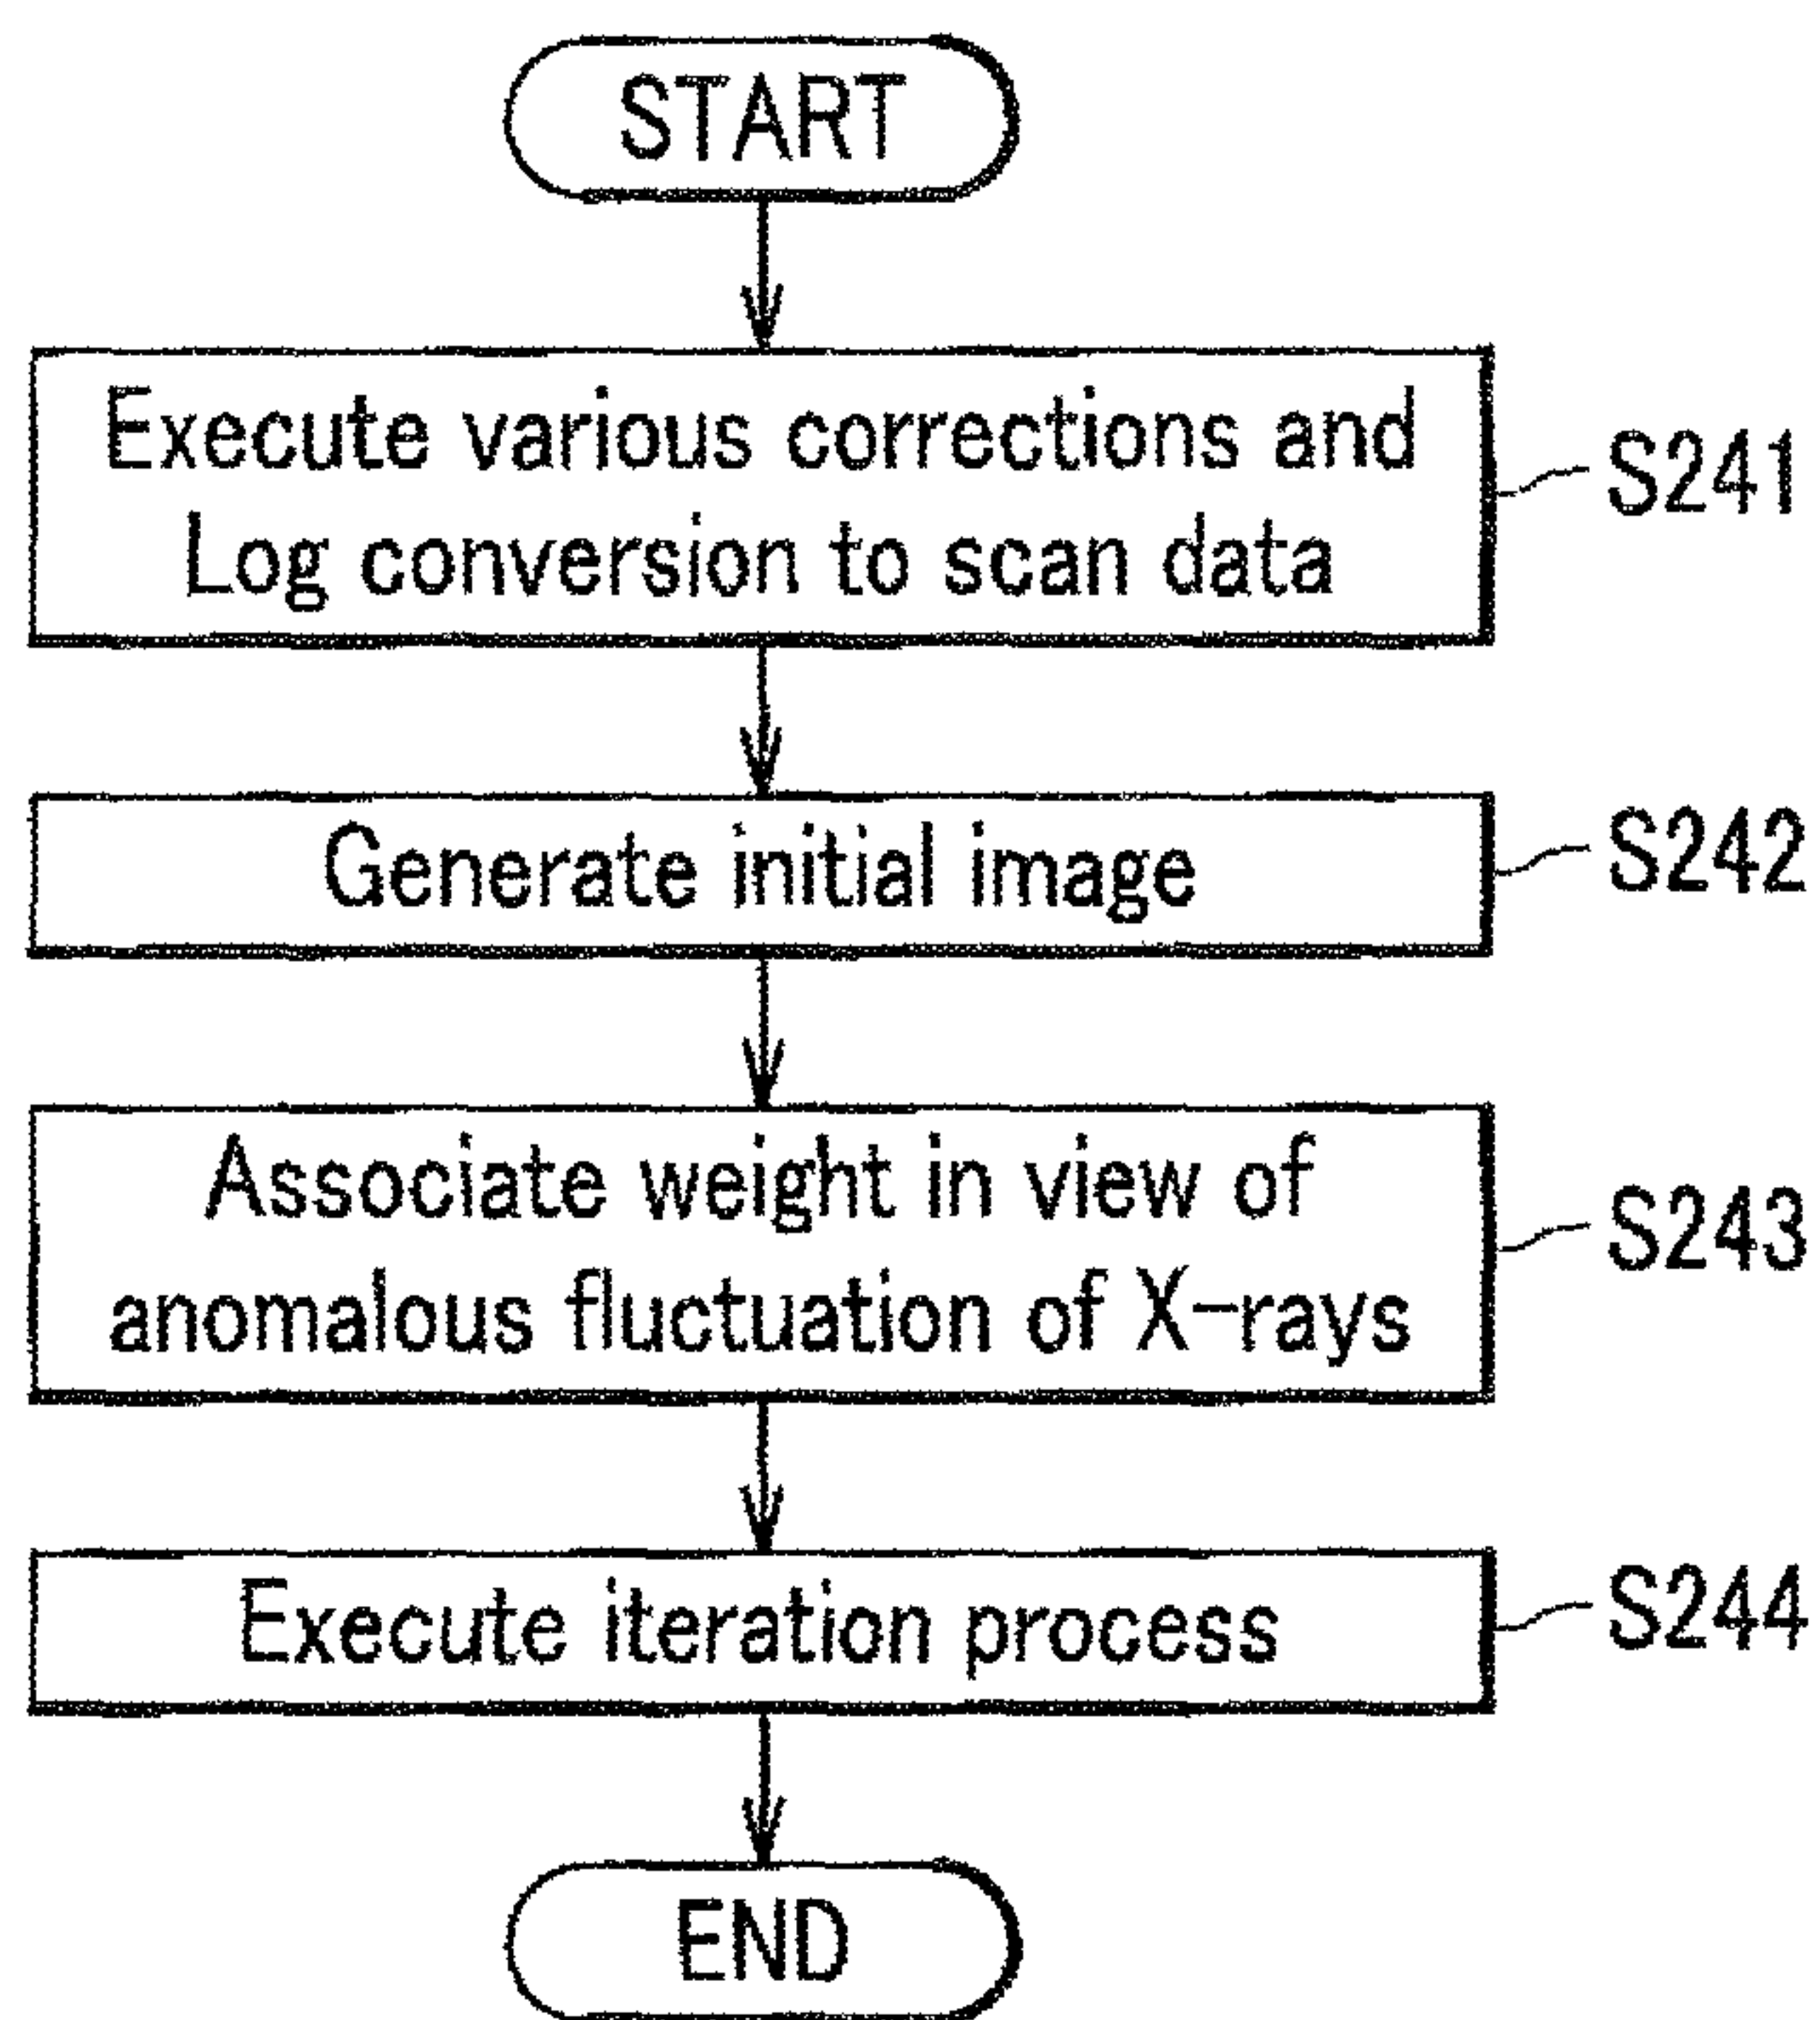 START
Execute various corrections and
Log conversion to scan data
S241
Generate initial image
S242
Associate weight in view of
anomalous fluctuation of X-rays
S243
Execute iteration process
S244
END